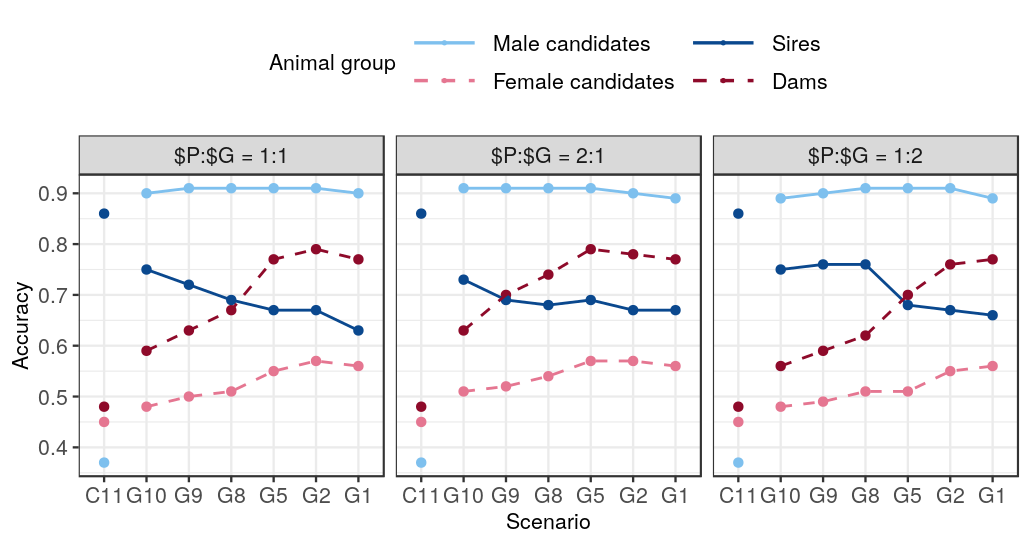 Animal group
Male candidates
Sires
Female candidates
Dams
$P:$G = 1:1
$P:$G = 2:1
$P:$G = 1:2
Accuracy
0.9
0.8
0.7
0.6
0.5
0.4
C11 G10 G9 G8 G5 G2 G1
C11 G10 G9 G8 G5 G2 G1
C11 G10 G9 G8 G5 G2 G1
Scenario